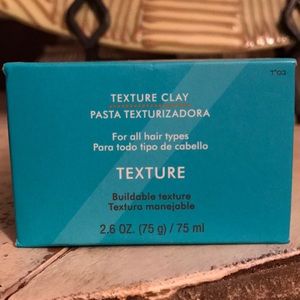 TEXTURE CLAY
PASTA TEXTURIZADORA
For all hair types
Para todo tipo de cabello
TEXTURE
Buildable texture
Textura manejable
2.6 OZ. (75 g) / 75 ml